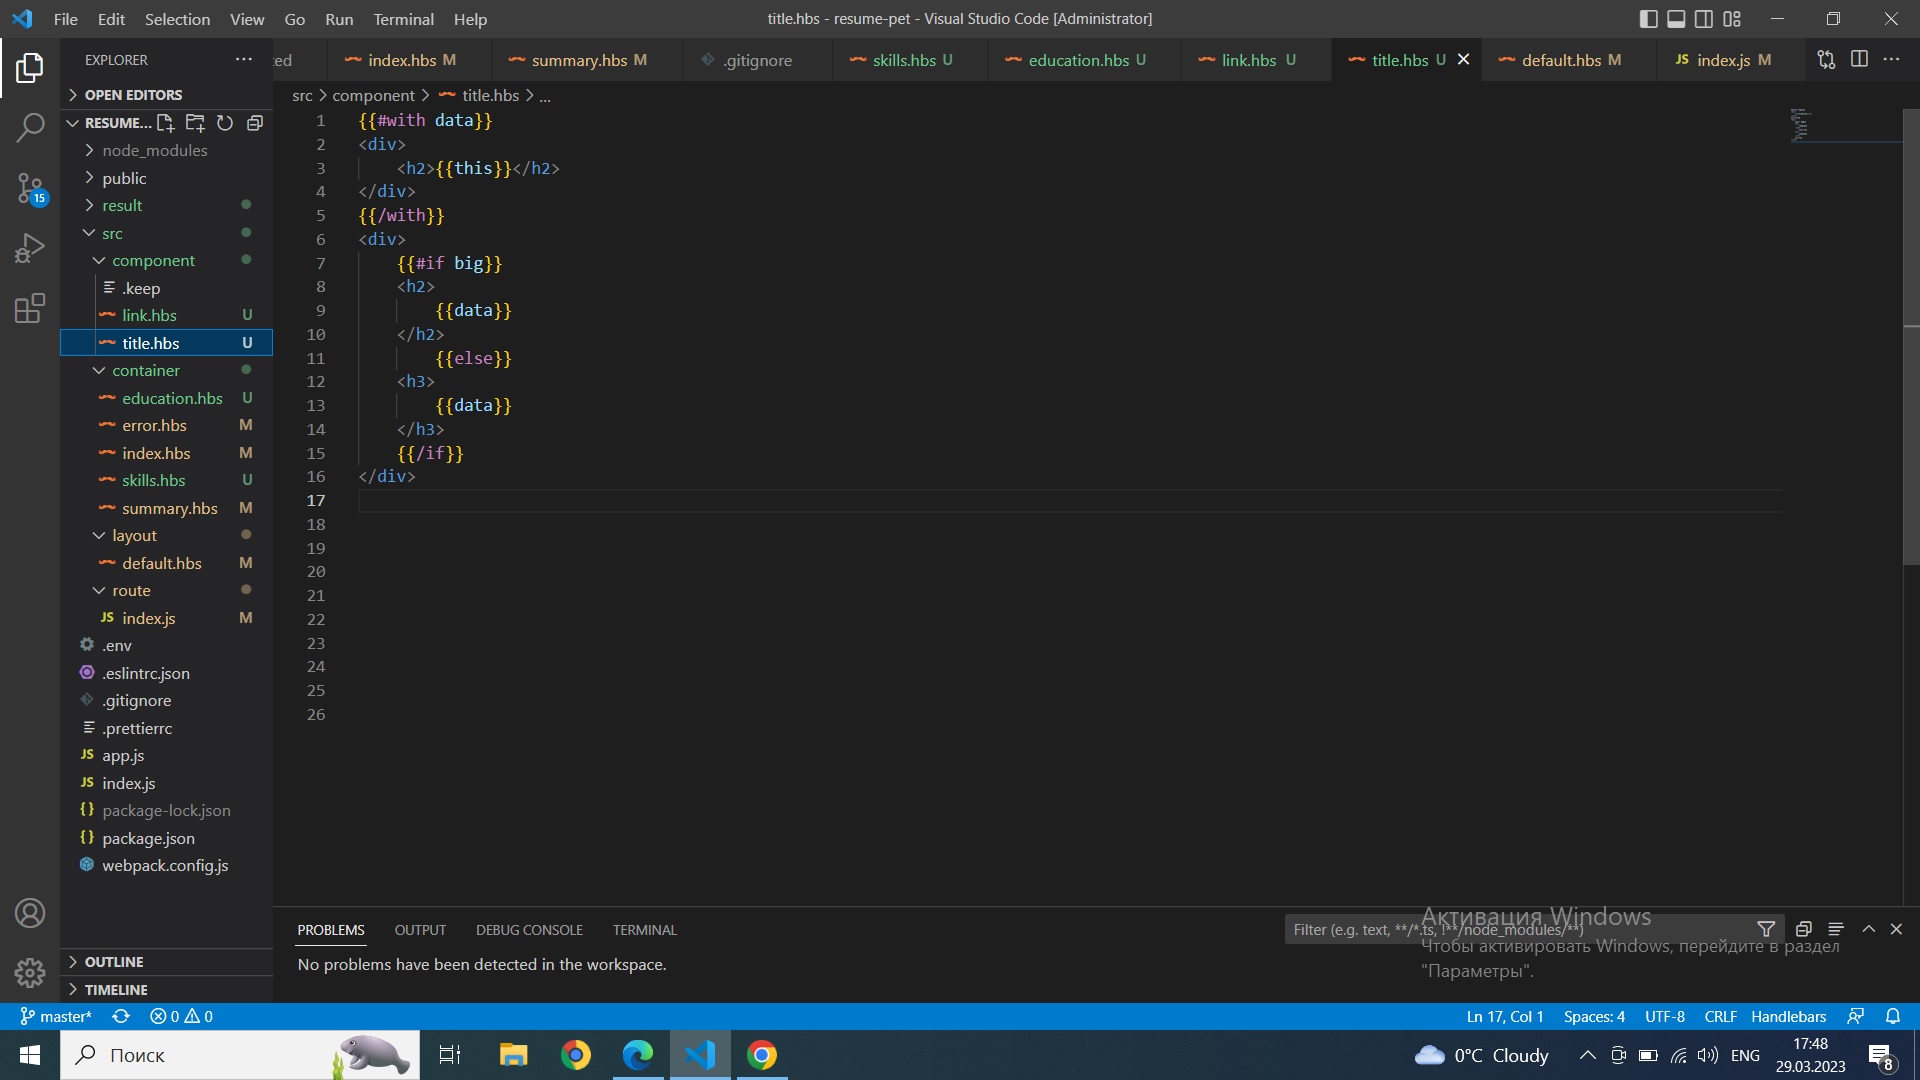 File Edit Selection View Go Run Terminal Help
title.hbs - resume-pet - Visual Studio Code [Administrator]
EXPLORER
OPEN EDITORS
RESUME...
node_modules
public
result
src
component
.keep
link.hbs U
title.hbs U
container
education.hbs U
error.hbs M
index.hbs M
skills.hbs U
summary.hbs M
layout
default.hbs M
route
JS index.js M
.env
.eslintrc.json
.gitignore
.prettierrc
JS app.js
JS index.js
{} package-lock.json
{} package.json
webpack.config.js
OUTLINE
TIMELINE
15
ed index.hbs M summary.hbs M .gitignore skills.hbs U education.hbs U link.hbs U title.hbs U default.hbs M JS index.js M
src > component > title.hbs > ...
1 {{#with data}}
2 <div>
3 <h2>{{this}}</h2>
4 </div>
5 {{/with}}
6 <div>
7 {{#if big}}
8 <h2>
9 {{data}}
10 </h2>
11 {{else}}
12 <h3>
13 {{data}}
14 </h3>
15 {{/if}}
16 </div>
17
18
19
20
21
22
23
24
25
26
PROBLEMS OUTPUT DEBUG CONSOLE TERMINAL
Filter (e.g. text, **/*.ts, !**/node_modules/**)
No problems have been detected in the workspace.
Активация Windows
Чтобы активировать Windows, перейдите в раздел
"Параметры".
master* 0 0
Ln 17, Col 1 Spaces: 4 UTF-8 CRLF Handlebars
Поиск
0°C Cloudy
ENG
17:48
29.03.2023
8